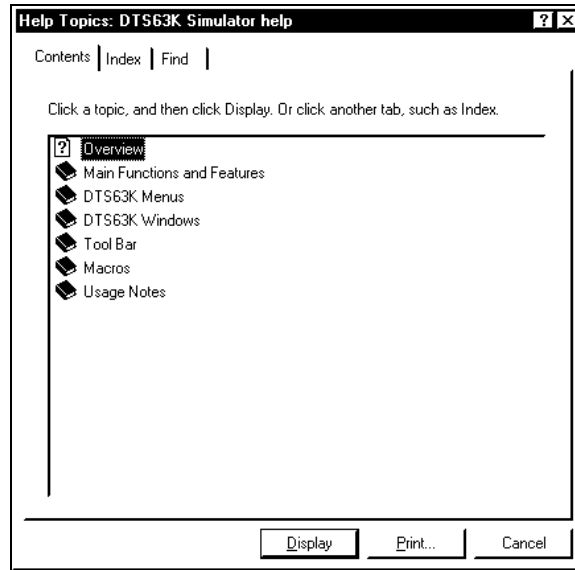 Help Topics: DTS63K Simulator help
Contents Index Find
Click a topic, and then click Display. Or click another tab, such as Index.
Overview
Main Functions and Features
DTS63K Menus
DTS63K Windows
Tool Bar
Macros
Usage Notes
Display Print... Cancel